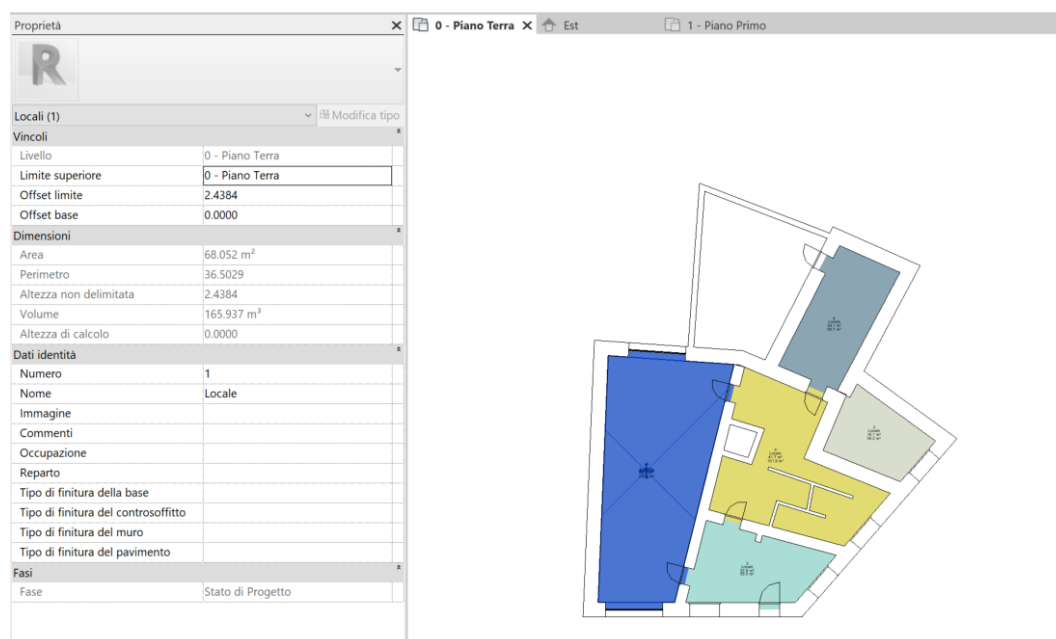 Proprietà
0 - Piano Terra
Est
1 - Piano Primo
R
Locali (1)
Modifica tipo
Vincoli
Livello 0 - Piano Terra
Limite superiore 0 - Piano Terra
Offset limite 2.4384
Offset base 0.0000
Dimensioni
Area 68.052 m²
Perimetro 36.5029
Altezza non delimitata 2.4384
Volume 165.937 m³
Altezza di calcolo 0.0000
Dati identità
Numero 1
Nome Locale
Immagine
Commenti
Occupazione
Reparto
Tipo di finitura della base
Tipo di finitura del controsoffitto
Tipo di finitura del muro
Tipo di finitura del pavimento
Fasi
Fase Stato di Progetto
Locale
Locale
Locale
Locale